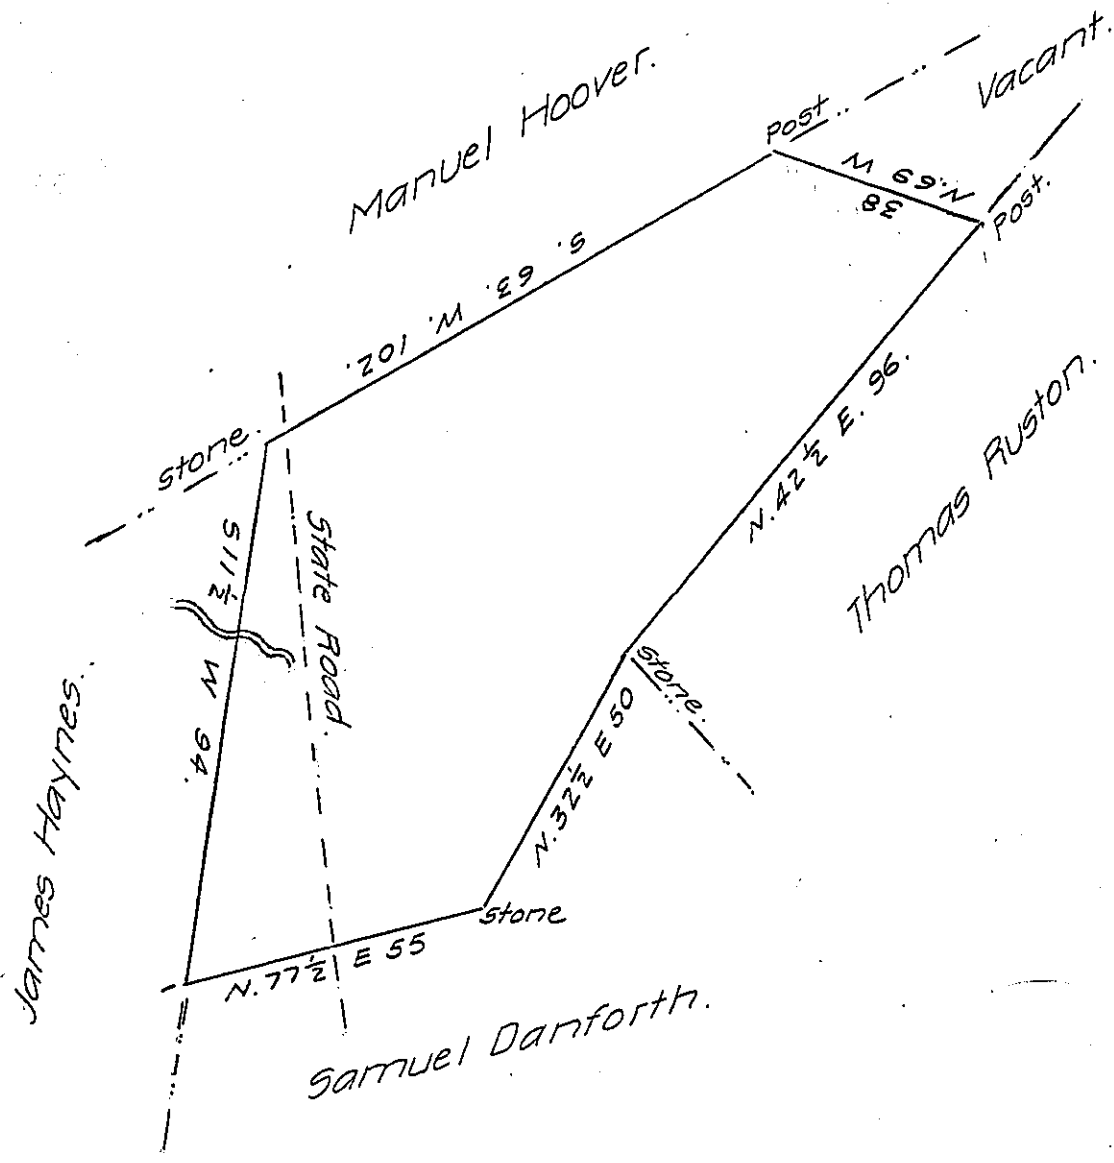 Manuel Hoover.
Vacant.
Post
N.69 W
38
Post.
S. 63. W. 102.
Stone.
N.42½ E. 96.
Thomas Ruston.
S11½ W 94.
State Road.
James Haynes.
Stone.
N.32½ E 50
Stone
N.77½ E 55
Samuel Danforth.